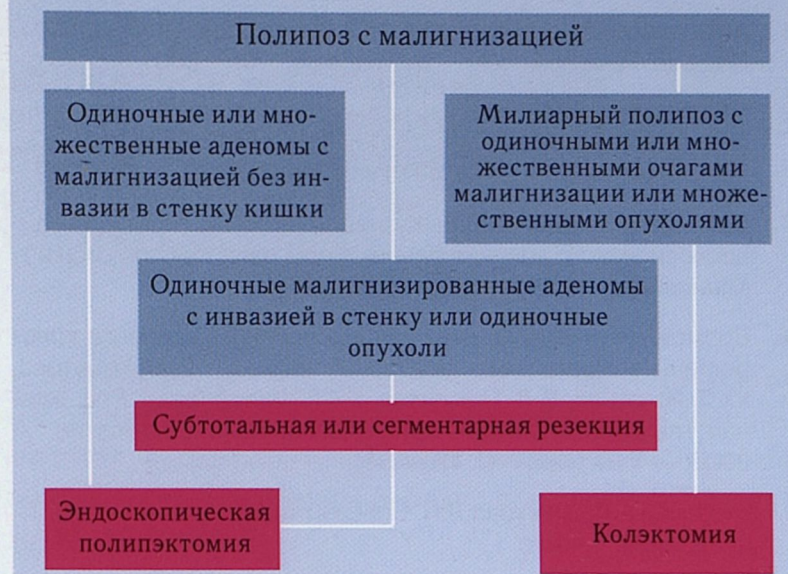 Полипоз с малигнизацией
Одиночные или мно-
жественные аденомы с
малигнизацией без ин-
вазии в стенку кишки
Милиарный полипоз с
одиночными или мно-
жественными очагами
малигнизации или множе-
ственными опухолями
Одиночные малигнизированные аденомы
с инвазией в стенку или одиночные
опухоли
Субтотальная или сегментарная резекция
Эндоскопическая
полипэктомия
Колэктомия